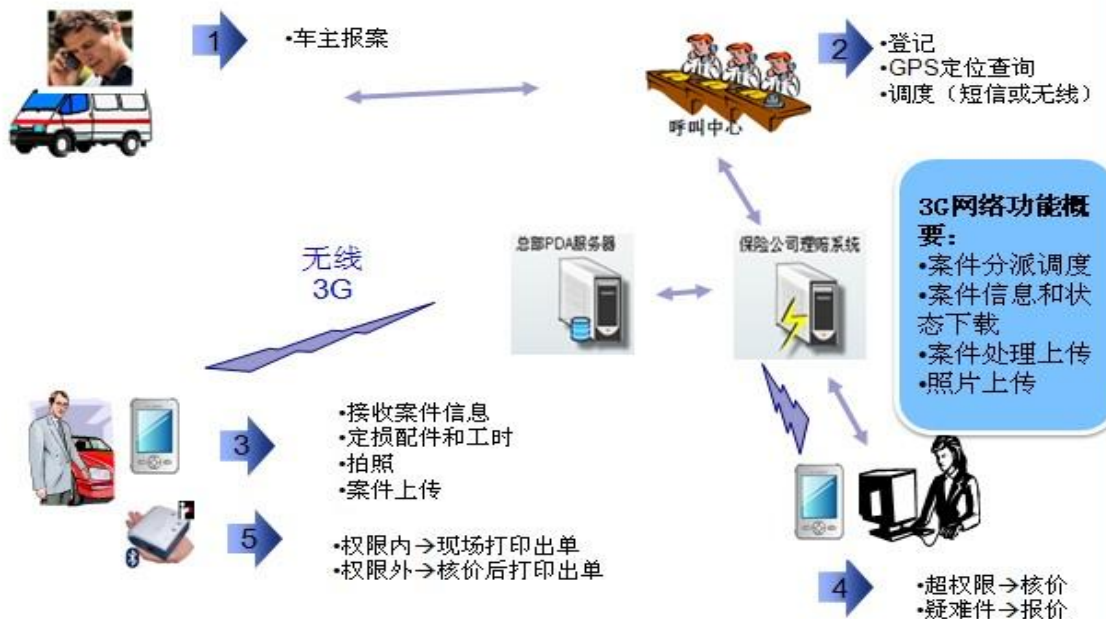 1
•车主报案
2
•登记
•GPS定位查询
•调度（短信或无线）
呼叫中心
3G网络功能概
要：
•案件分派调度
•案件信息和状
态下载
•案件处理上传
•照片上传
总部PDA服务器
保险公司理赔系统
无线
3G
3
•接收案件信息
•定损配件和工时
•拍照
•案件上传
5
•权限内→现场打印出单
•权限外→核价后打印出单
4
•超权限→核价
•疑难件→报价